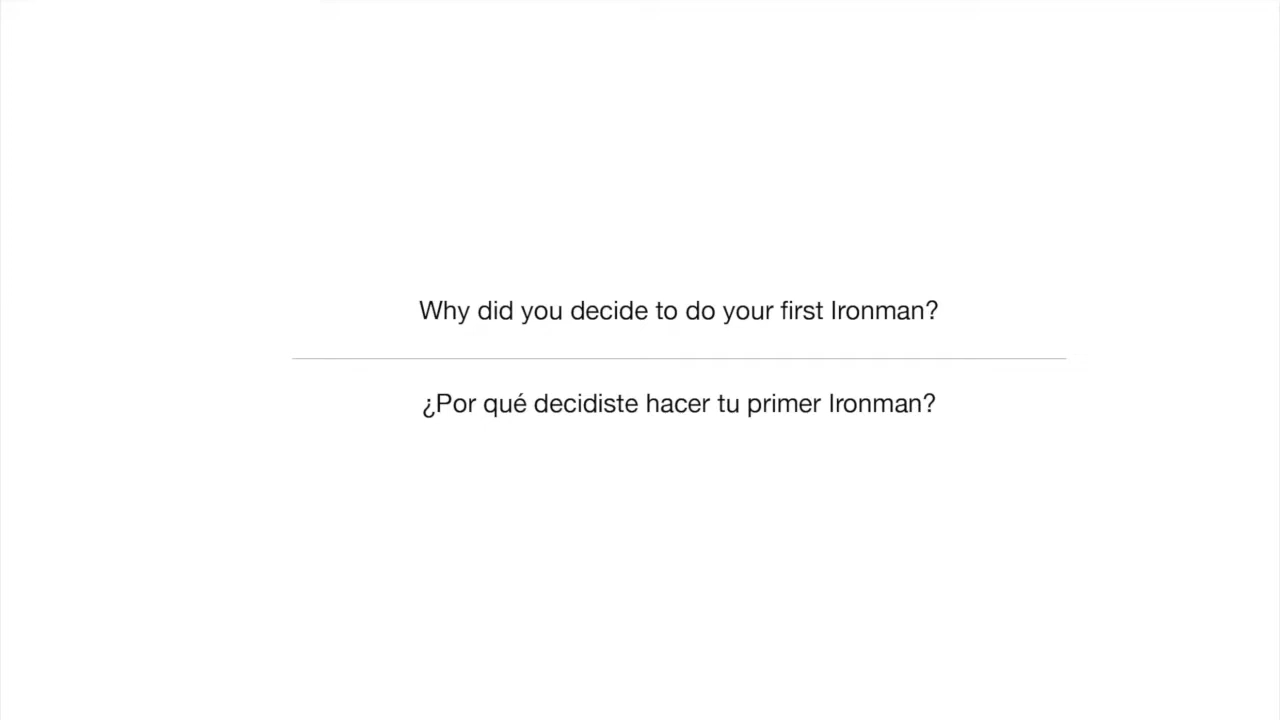 Why did you decide to do your first Ironman?
¿Por qué decidiste hacer tu primer Ironman?